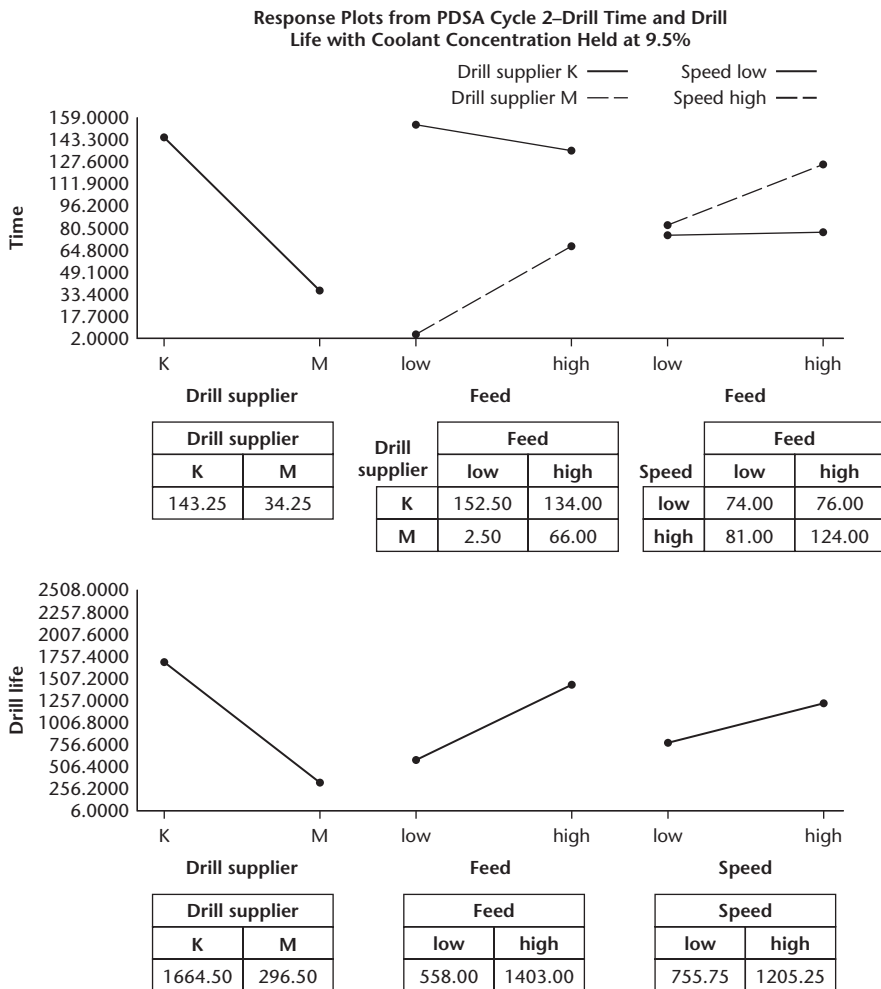 Response Plots from PDSA Cycle 2–Drill Time and Drill
Life with Coolant Concentration Held at 9.5%
Drill supplier K Speed low
Drill supplier M Speed high
Time
159.0000
143.3000
127.6000
111.9000
96.2000
80.5000
64.8000
49.1000
33.4000
17.7000
2.0000
K M low high low high
Drill supplier Feed Feed
Drill supplier
K M
143.25 34.25
Drill
supplier
Feed
low high
K 152.50 134.00
M 2.50 66.00
Speed
Feed
low high
low 74.00 76.00
high 81.00 124.00
Drill life
2508.0000
2257.8000
2007.6000
1757.4000
1507.2000
1257.0000
1006.8000
756.6000
506.4000
256.2000
6.0000
K M low high low high
Drill supplier Feed Speed
Drill supplier
K M
1664.50 296.50
Feed
low high
558.00 1403.00
Speed
low high
755.75 1205.25